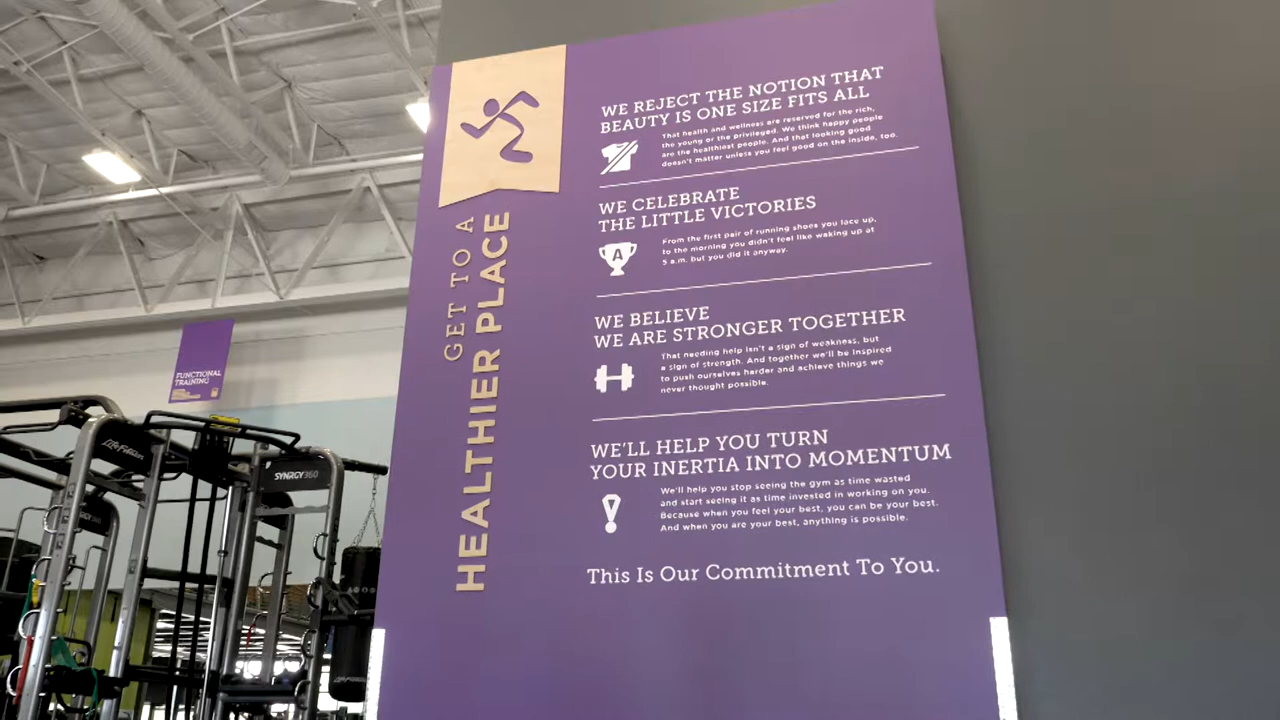 GET TO A
HEALTHIER PLACE
WE REJECT THE NOTION THAT
BEAUTY IS ONE SIZE FITS ALL
That health and wellness are reserved for the rich,
the young or the privileged. We think happy people
are the healthiest people. And that looking good
doesn't matter unless you feel good on the inside, too.
WE CELEBRATE
THE LITTLE VICTORIES
A
From the first pair of running shoes you lace up,
to the morning you didn't feel like waking up at
5 a.m. but you did it anyway.
WE BELIEVE
WE ARE STRONGER TOGETHER
That needing help isn't a sign of weakness, but
a sign of strength. And together we'll be inspired
to push ourselves harder and achieve things we
never thought possible.
WE'LL HELP YOU TURN
YOUR INERTIA INTO MOMENTUM
We'll help you stop seeing the gym as time wasted
and start seeing it as time invested in working on you.
Because when you feel your best, you can be your best.
And when you are your best, anything is possible.
This Is Our Commitment To You.
FUNCTIONAL
TRAINING
Life Fitness
SYNRGY360